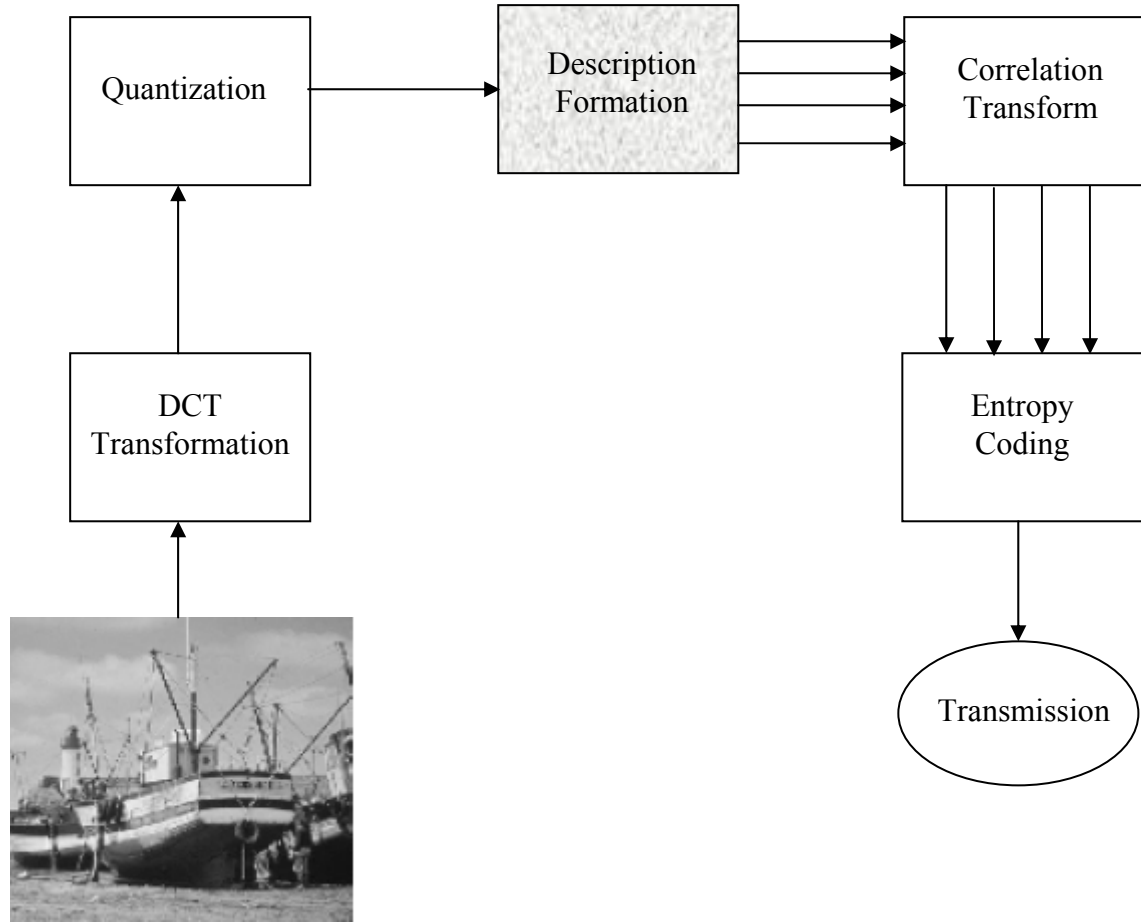 Quantization
Description
Formation
Correlation
Transform
DCT
Transformation
Entropy
Coding
Transmission